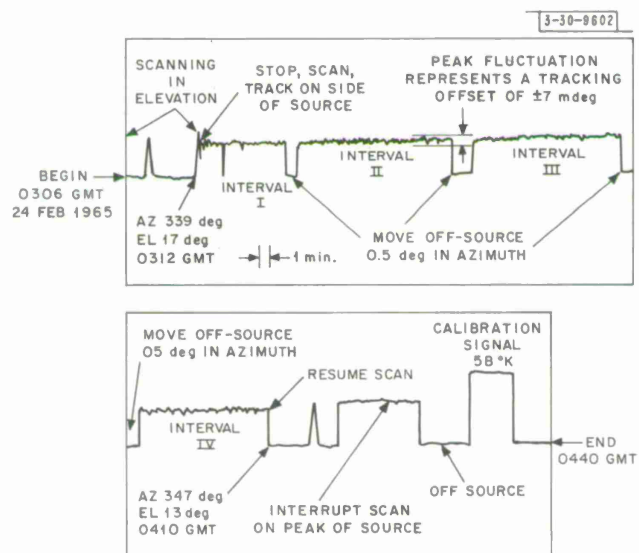 3-30-9602
SCANNING
IN
ELEVATION
STOP, SCAN,
TRACK ON SIDE
OF SOURCE
PEAK FLUCTUATION
REPRESENTS A TRACKING
OFFSET OF ±7 mdeg
BEGIN
0306 GMT
24 FEB 1965
INTERVAL
I
INTERVAL
II
INTERVAL
III
AZ 339 deg
EL 17 deg
0312 GMT
1 min.
MOVE OFF-SOURCE
0.5 deg IN AZIMUTH
MOVE OFF-SOURCE
05 deg IN AZIMUTH
CALIBRATION
SIGNAL
58 °K
RESUME SCAN
INTERVAL
IV
END
0440 GMT
AZ 347 deg
EL 13 deg
0410 GMT
INTERRUPT SCAN
ON PEAK OF SOURCE
OFF SOURCE